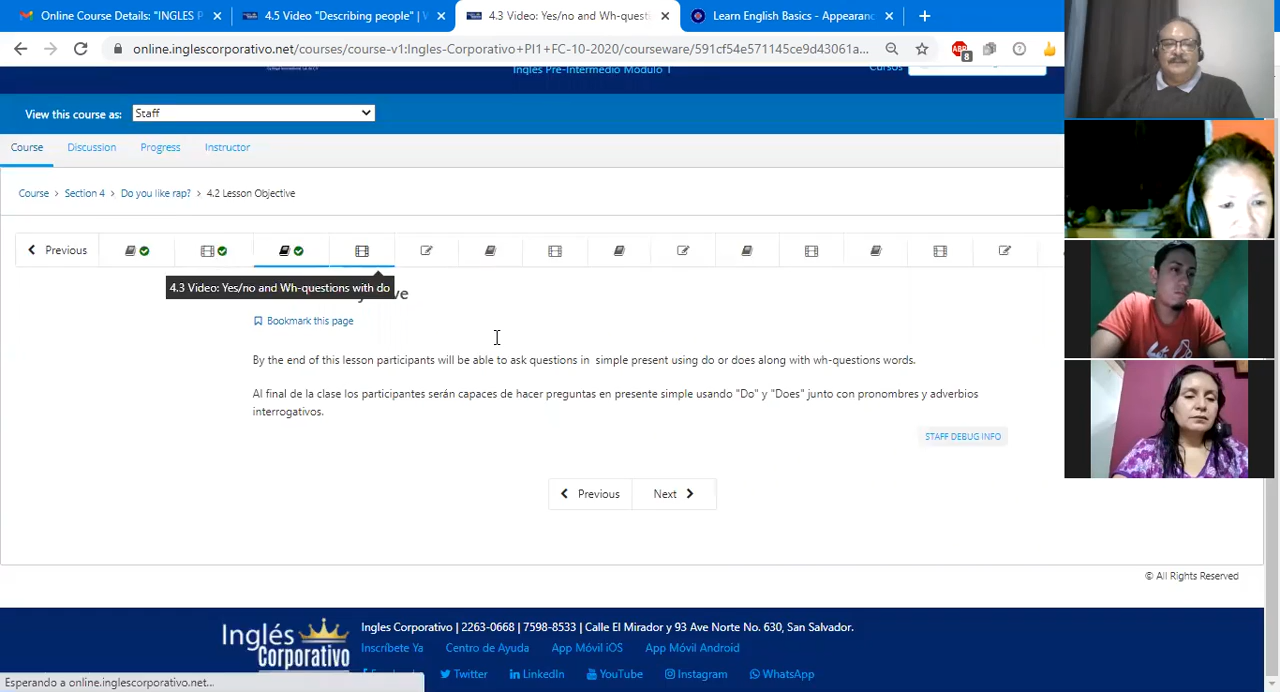 Online Course Details: "INGLES P
4.5 Video "Describing people" | W
4.3 Video: Yes/no and Wh-quest
Learn English Basics - Appearanc
online.inglescorporativo.net/courses/course-v1:Ingles-Corporativo+PI1+FC-10-2020/courseware/591cf54e571145ce9d43061a...
ABP
8
Inglés Pre-Intermedio Módulo 1
Cursos
View this course as:
Staff
Course
Discussion
Progress
Instructor
Course > Section 4 > Do you like rap? > 4.2 Lesson Objective
Previous
4.3 Video: Yes/no and Wh-questions with do
Bookmark this page
By the end of this lesson participants will be able to ask questions in simple present using do or does along with wh-questions words.
Al final de la clase los participantes serán capaces de hacer preguntas en presente simple usando "Do" y "Does" junto con pronombres y adverbios
interrogativos.
STAFF DEBUG INFO
Previous
Next
© All Rights Reserved
Inglés
Corporativo
Ingles Corporativo | 2263-0668 | 7598-8533 | Calle El Mirador y 93 Ave Norte No. 630, San Salvador.
Inscríbete Ya
Centro de Ayuda
App Móvil iOS
App Móvil Android
Twitter
LinkedIn
YouTube
Instagram
WhatsApp
Esperando a online.inglescorporativo.net...